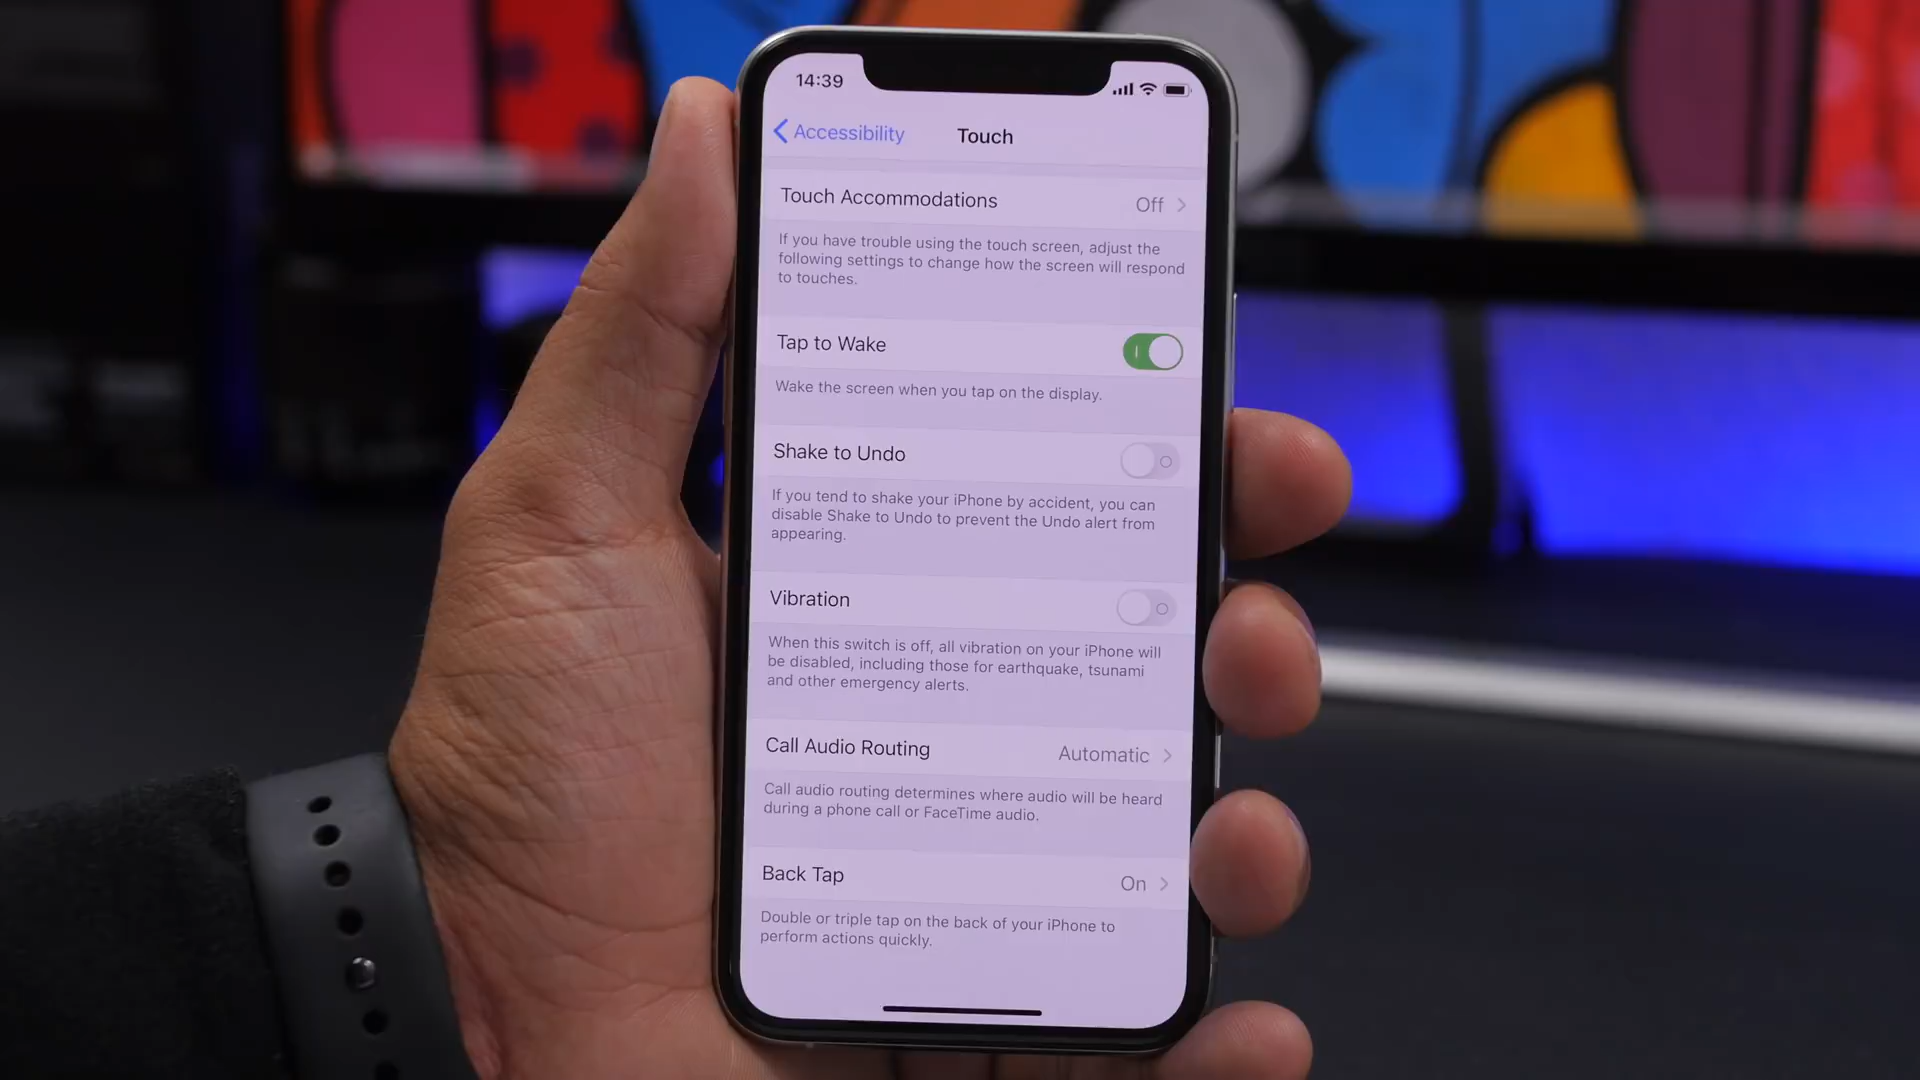 14:39
Accessibility
Touch
Touch Accommodations
Off
If you have trouble using the touch screen, adjust the
following settings to change how the screen will respond
to touches.
Tap to Wake
Wake the screen when you tap on the display.
Shake to Undo
If you tend to shake your iPhone by accident, you can
disable Shake to Undo to prevent the Undo alert from
appearing.
Vibration
When this switch is off, all vibration on your iPhone will
be disabled, including those for earthquake, tsunami
and other emergency alerts.
Call Audio Routing
Automatic
Call audio routing determines where audio will be heard
during a phone call or FaceTime audio.
Back Tap
On
Double or triple tap on the back of your iPhone to
perform actions quickly.